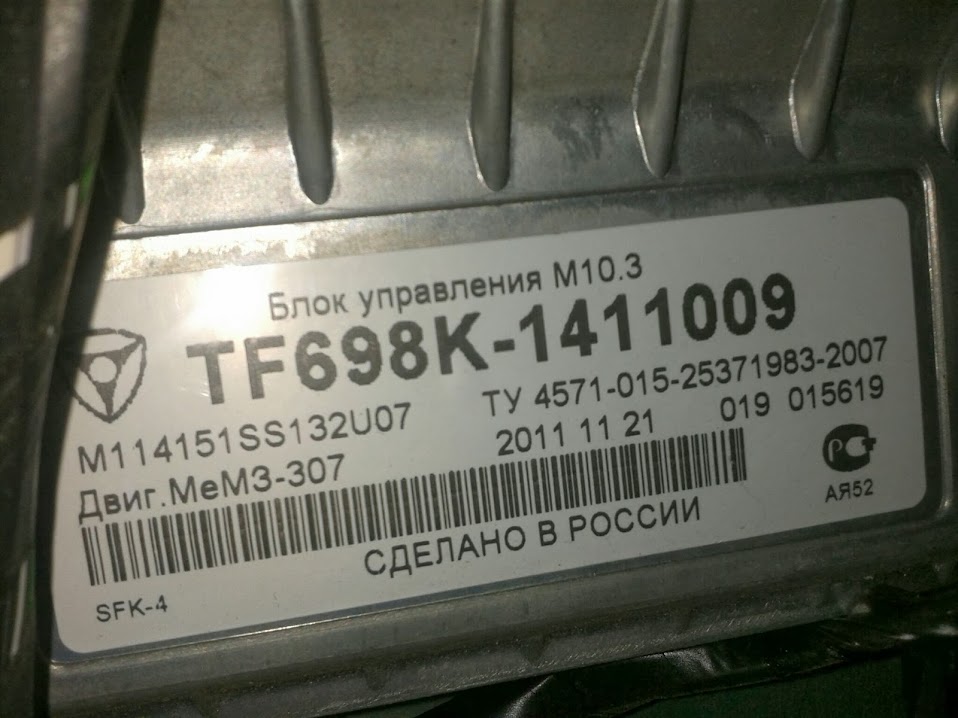 Блок управления М10.3
TF698K-1411009
M114151SS132U07 ТУ 4571-015-25371983-2007
Двиг.МеМЗ-307 2011 11 21 019 015619
РСТ
АЯ52
СДЕЛАНО В РОССИИ
SFK-4